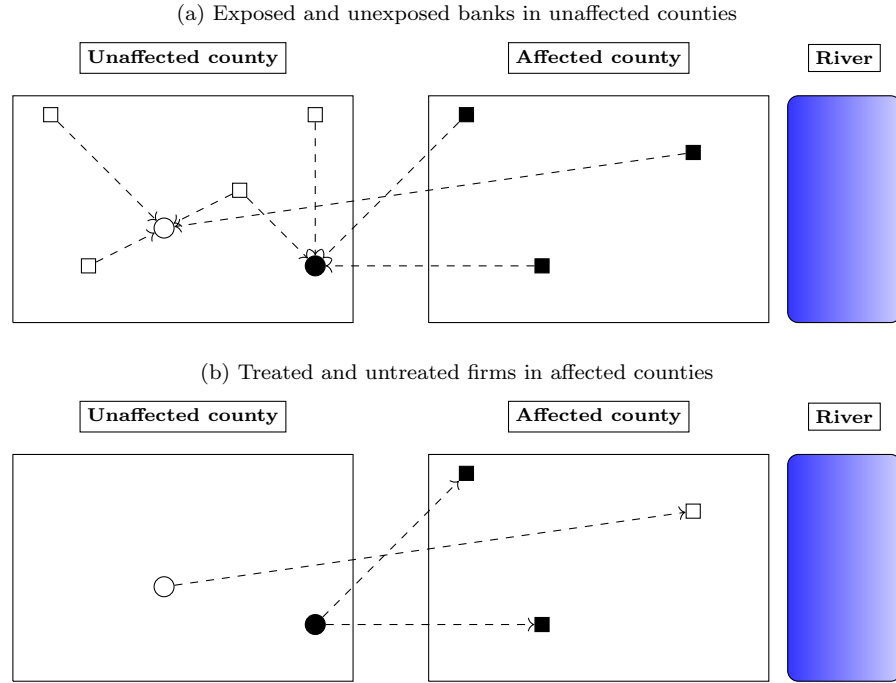 (a) Exposed and unexposed banks in unaffected counties
Unaffected county
Affected county
River
(b) Treated and untreated firms in affected counties
Unaffected county
Affected county
River